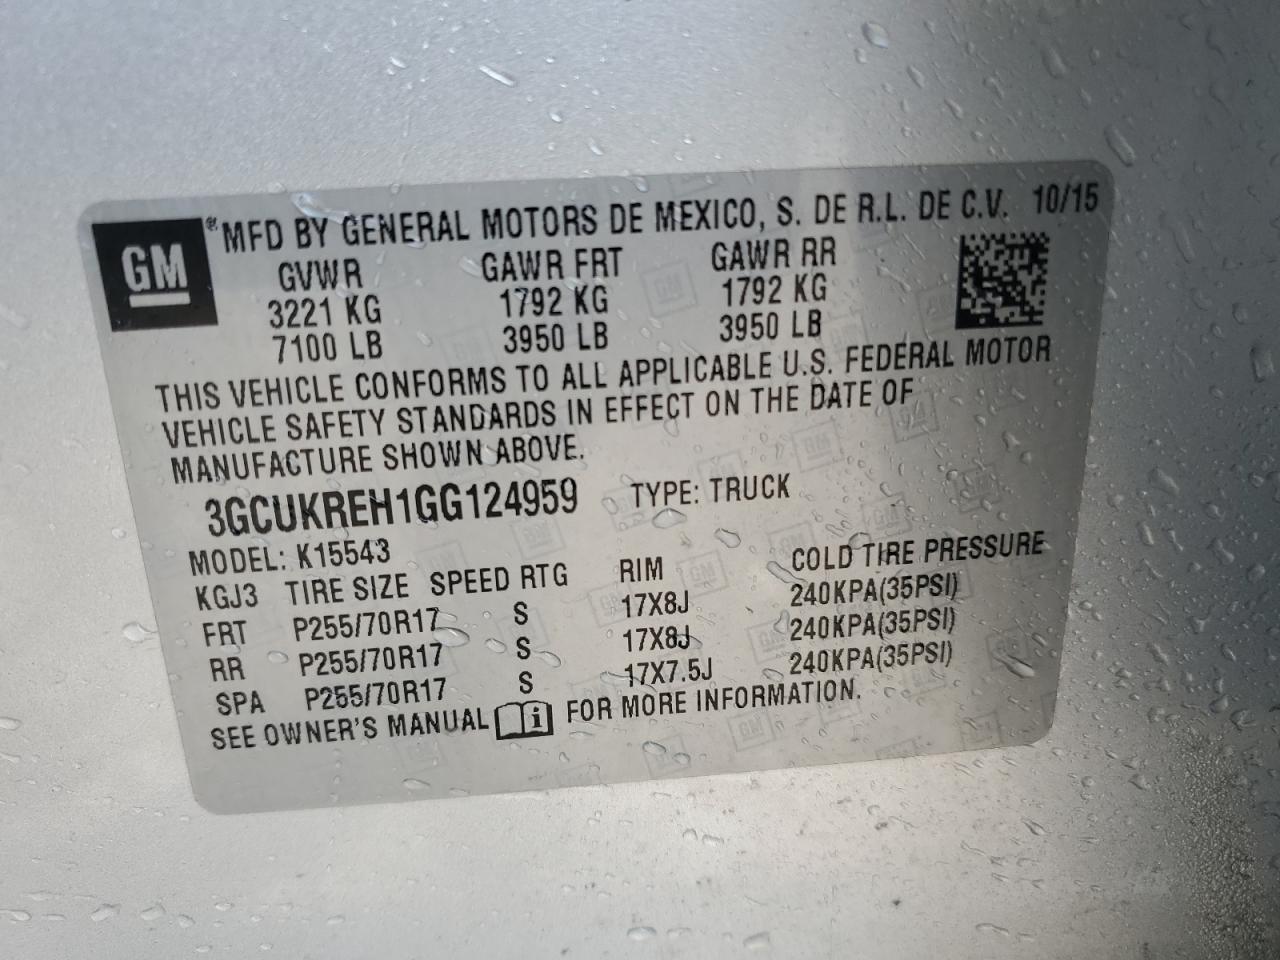 GM
® MFD BY GENERAL MOTORS DE MEXICO, S. DE R.L. DE C.V. 10/15
GVWR GAWR FRT GAWR RR
3221 KG 1792 KG 1792 KG
7100 LB 3950 LB 3950 LB
THIS VEHICLE CONFORMS TO ALL APPLICABLE U.S. FEDERAL MOTOR
VEHICLE SAFETY STANDARDS IN EFFECT ON THE DATE OF
MANUFACTURE SHOWN ABOVE.
3GCUKREH1GG124959 TYPE: TRUCK
MODEL: K15543
KGJ3 TIRE SIZE SPEED RTG RIM COLD TIRE PRESSURE
FRT P255/70R17 S 17X8J 240KPA(35PSI)
RR P255/70R17 S 17X8J 240KPA(35PSI)
SPA P255/70R17 S 17X7.5J 240KPA(35PSI)
SEE OWNER'S MANUAL FOR MORE INFORMATION.